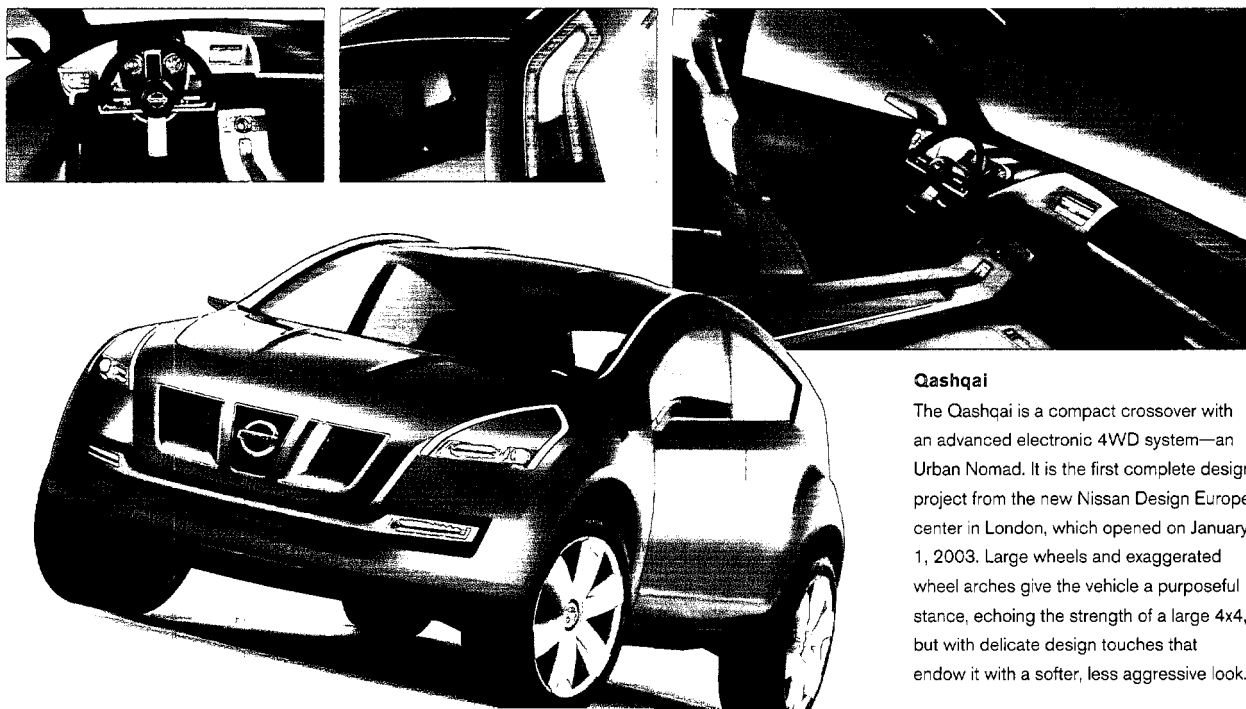 Qashqai
The Qashqai is a compact crossover with
an advanced electronic 4WD system—an
Urban Nomad. It is the first complete design
project from the new Nissan Design Europe
center in London, which opened on January
1, 2003. Large wheels and exaggerated
wheel arches give the vehicle a purposeful
stance, echoing the strength of a large 4x4,
but with delicate design touches that
endow it with a softer, less aggressive look.